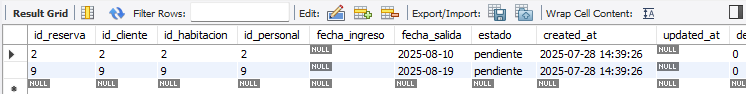 Result Grid Filter Rows: Edit: Export/Import: Wrap Cell Content: IA
id_reserva id_cliente id_habitacion id_personal fecha_ingreso fecha_salida estado created_at updated_at de
2 2 2 2 NULL 2025-08-10 pendiente 2025-07-28 14:39:26 NULL 0
9 9 9 9 NULL 2025-08-19 pendiente 2025-07-28 14:39:26 NULL 0
NULL NULL NULL NULL NULL NULL NULL NULL NULL NULL